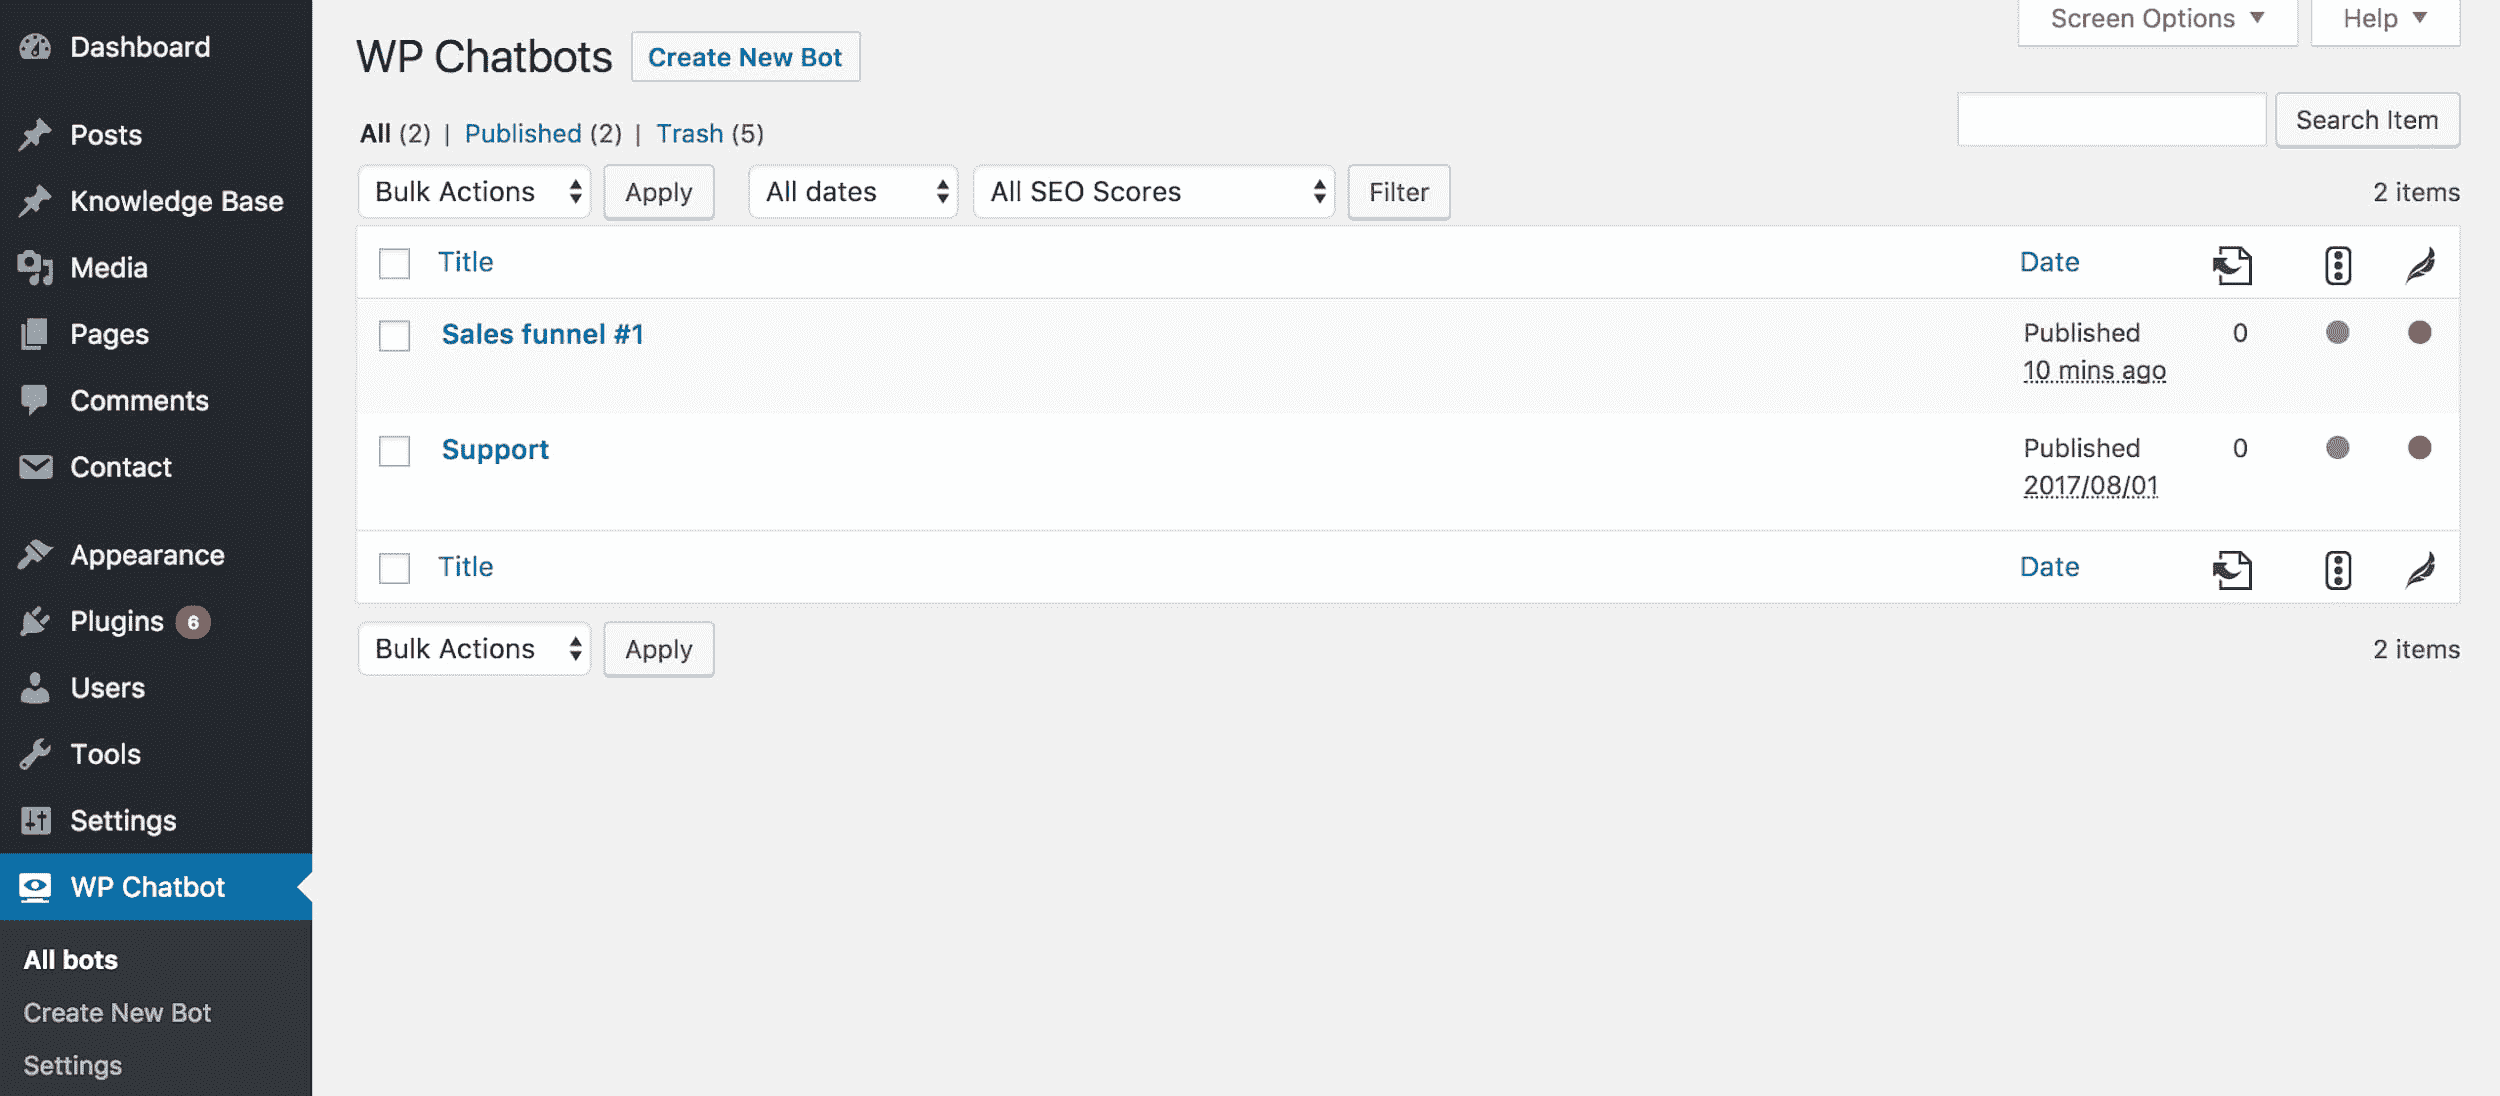 Dashboard
Posts
Knowledge Base
Media
Pages
Comments
Contact
Appearance
Plugins 6
Users
Tools
Settings
WP Chatbot
All bots
Create New Bot
Settings
Screen Options ▼ Help ▼
WP Chatbots Create New Bot
Search Item
All (2) | Published (2) | Trash (5)
Bulk Actions Apply All dates All SEO Scores Filter 2 items
Title Date
Sales funnel #1 Published 0
10 mins ago
Support Published 0
2017/08/01
Title Date
Bulk Actions Apply 2 items